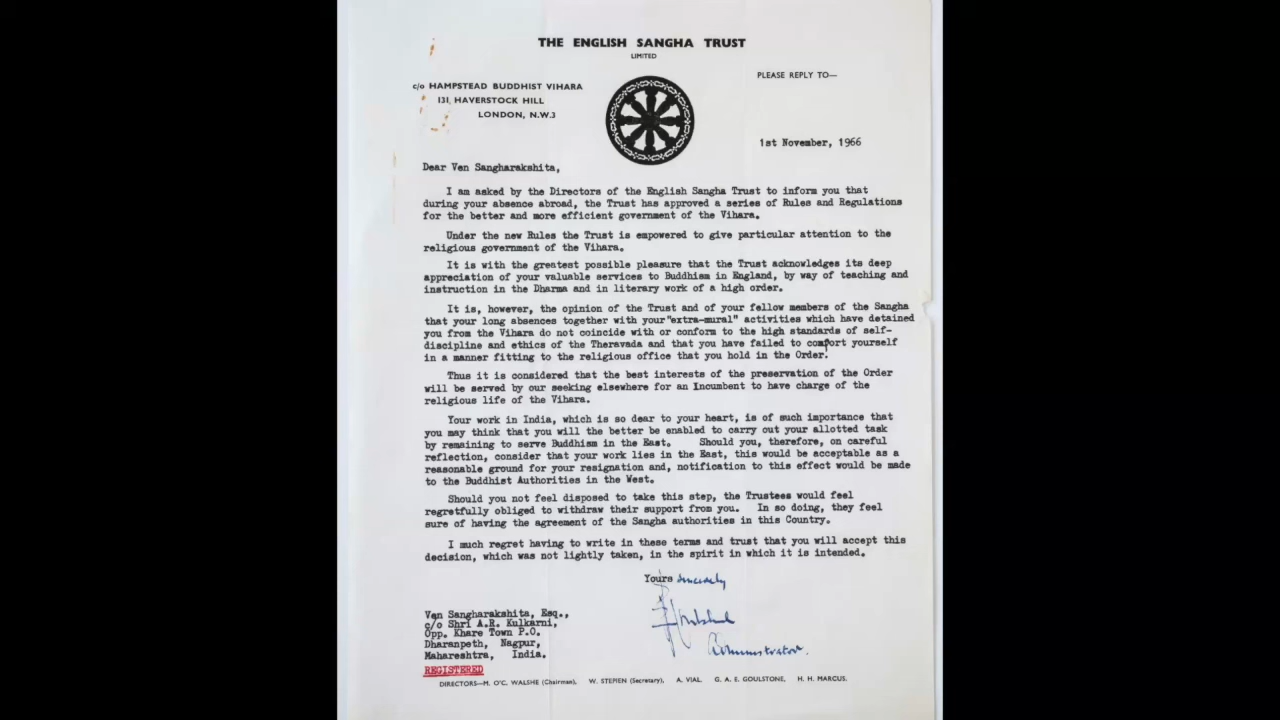 THE ENGLISH SANGHA TRUST
LIMITED
PLEASE REPLY TO—
c/o HAMPSTEAD BUDDHIST VIHARA
131, HAVERSTOCK HILL
LONDON, N.W.3
1st November, 1966
Dear Ven Sangharakshita,
I am asked by the Directors of the English Sangha Trust to inform you that
during your absence abroad, the Trust has approved a series of Rules and Regulations
for the better and more efficient government of the Vihara.
Under the new Rules the Trust is empowered to give particular attention to the
religious government of the Vihara.
It is with the greatest possible pleasure that the Trust acknowledges its deep
appreciation of your valuable services to Buddhism in England, by way of teaching and
instruction in the Dharma and in literary work of a high order.
It is, however, the opinion of the Trust and of your fellow members of the Sangha
that your long absences together with your "extra-mural" activities which have detained
you from the Vihara do not coincide with or conform to the high standards of self-
discipline and ethics of the Theravada and that you have failed to comport yourself
in a manner fitting to the religious office that you hold in the Order.
Thus it is considered that the best interests of the preservation of the Order
will be served by our seeking elsewhere for an Incumbent to have charge of the
religious life of the Vihara.
Your work in India, which is so dear to your heart, is of such importance that
you may think that you will the better be enabled to carry out your allotted task
by remaining to serve Buddhism in the East. Should you, therefore, on careful
reflection, consider that your work lies in the East, this would be acceptable as a
reasonable ground for your resignation and, notification to this effect would be made
to the Buddhist Authorities in the West.
Should you not feel disposed to take this step, the Trustees would feel
regretfully obliged to withdraw their support from you. In so doing, they feel
sure of having the agreement of the Sangha authorities in this Country.
I much regret having to write in these terms and trust that you will accept this
decision, which was not lightly taken, in the spirit in which it is intended.
Yours sincerely
Administrator.
Ven Sangharakshita, Esq.,
c/o Shri A.R. Kulkarni,
Opp. Khare Town P.O.
Dharanpeth, Nagpur,
Maharashtra, India.
REGISTERED
DIRECTORS—M. O'C. WALSHE (Chairman), W. STEPIEN (Secretary), A. VIAL. G. A. E. GOULSTONE, H. H. MARCUS.